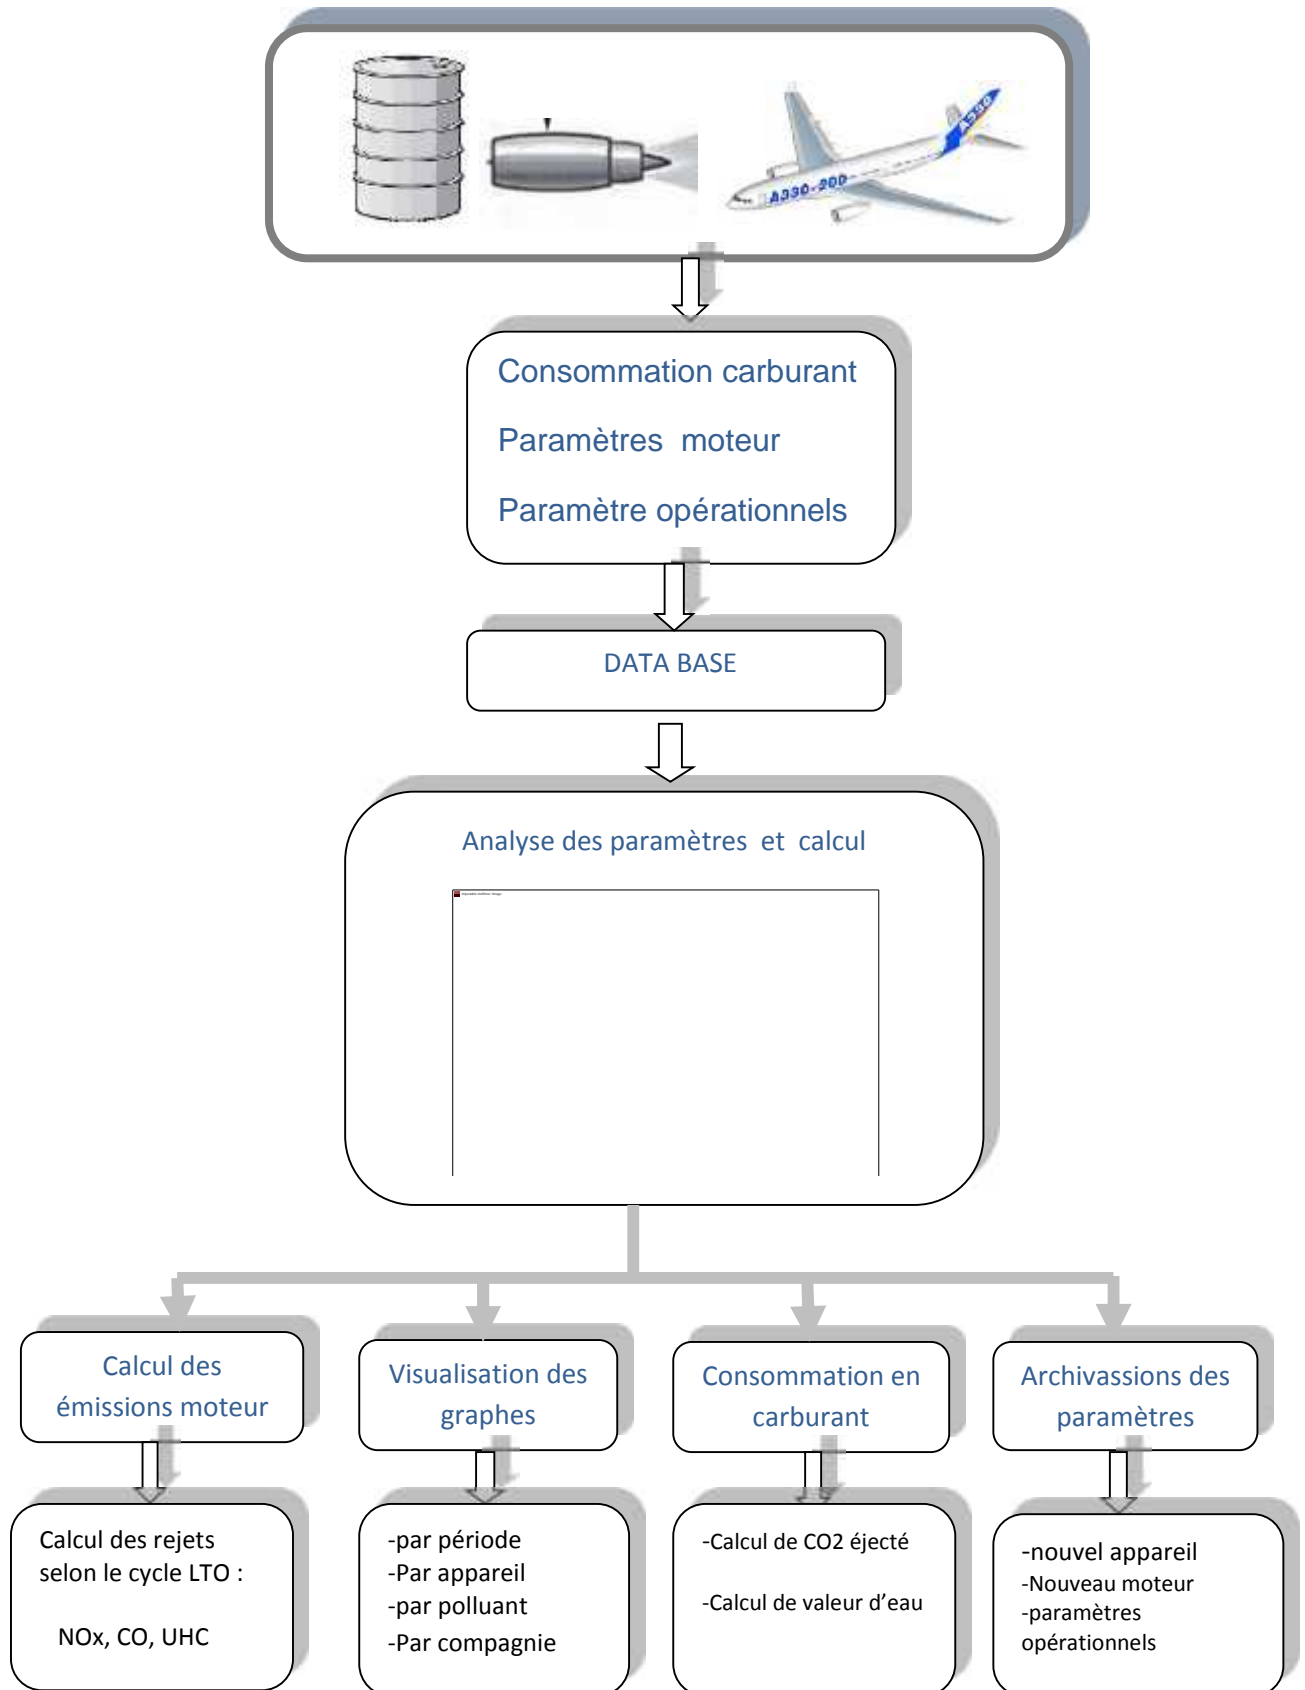 A330
A330-200
Consommation carburant
Paramètres moteur
Paramètre opérationnels
DATA BASE
Analyse des paramètres et calcul
Calcul des
émissions moteur
Visualisation des
graphes
Consommation en
carburant
Archivassions des
paramètres
Calcul des rejets
selon le cycle LTO :
NOx, CO, UHC
-par période
-Par appareil
-par polluant
-Par compagnie
-Calcul de CO2 éjecté
-Calcul de valeur d’eau
-nouvel appareil
-Nouveau moteur
-paramètres
opérationnels